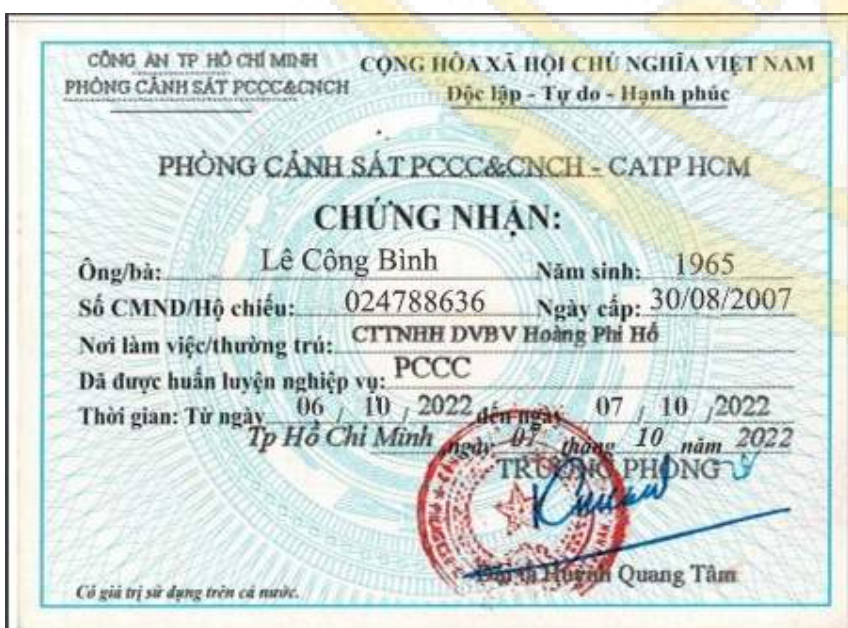 CÔNG AN TP HỒ CHÍ MINH
PHÒNG CẢNH SÁT PCCC&CNCH
CỘNG HÒA XÃ HỘI CHỦ NGHĨA VIỆT NAM
Độc lập - Tự do - Hạnh phúc
PHÒNG CẢNH SÁT PCCC&CNCH - CATP HCM
CHỨNG NHẬN:
Ông/bà: Lê Công Bình Năm sinh: 1965
Số CMND/Hộ chiếu: 024788636 Ngày cấp: 30/08/2007
Nơi làm việc/thường trú: CTTNHH DVBV Hoàng Phi Hổ
Đã được huấn luyện nghiệp vụ: PCCC
Thời gian: Từ ngày 06 / 10 / 2022 đến ngày 07 / 10 / 2022
Tp Hồ Chí Minh ngày 07 tháng 10 năm 2022
TRƯỞNG PHÒNG
Huỳnh Quang Tâm
Có giá trị sử dụng trên cả nước.